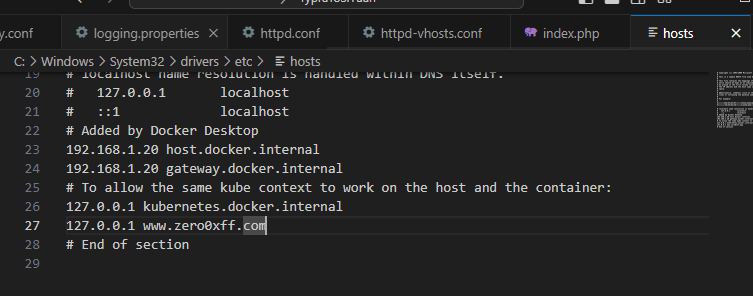 y.conf
logging.properties
httpd.conf
httpd-vhosts.conf
index.php
hosts
C: > Windows > System32 > drivers > etc > hosts
19 # localhost name resolution is handled within DNS itself.
20 #   127.0.0.1       localhost
21 #   ::1             localhost
22 # Added by Docker Desktop
23 192.168.1.20 host.docker.internal
24 192.168.1.20 gateway.docker.internal
25 # To allow the same kube context to work on the host and the container:
26 127.0.0.1 kubernetes.docker.internal
27 127.0.0.1 www.zero0xff.com
28 # End of section
29